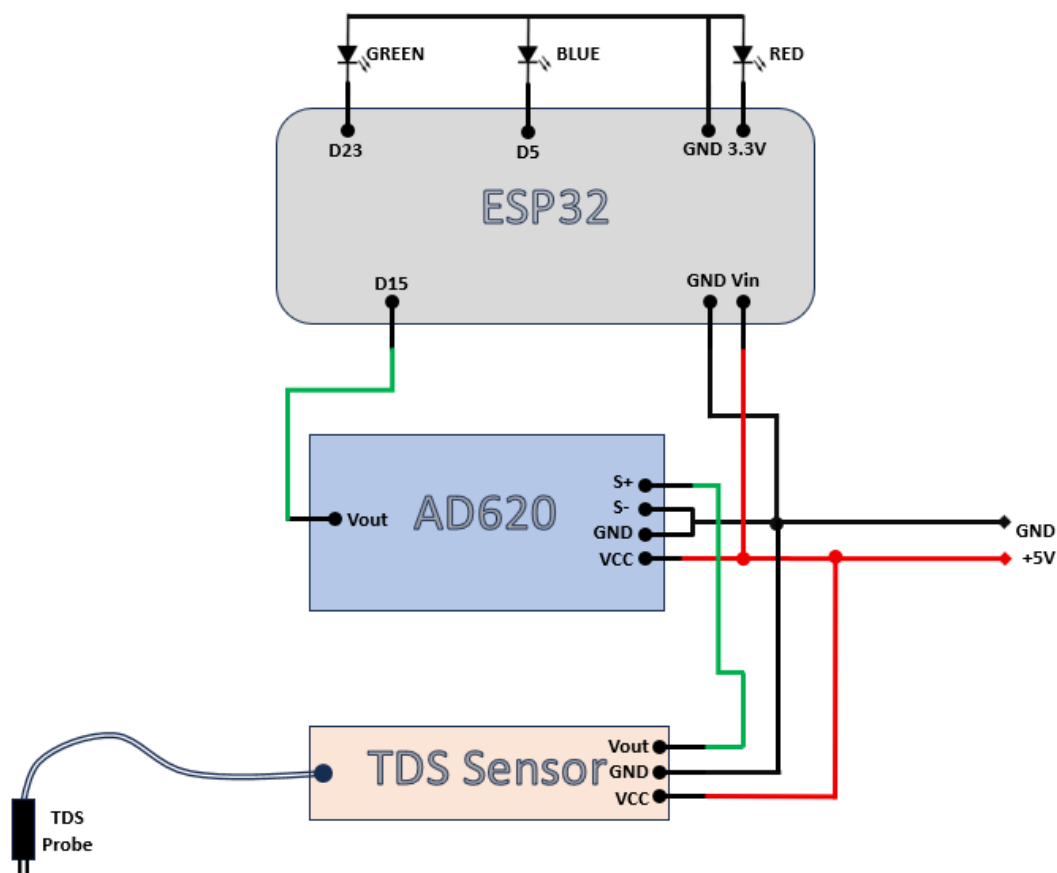 GREEN
BLUE
RED
D23
D5
GND 3.3V
ESP32
D15
GND Vin
S+
S-
GND
VCC
Vout
AD620
GND
+5V
TDS Sensor
Vout
GND
VCC
TDS
Probe